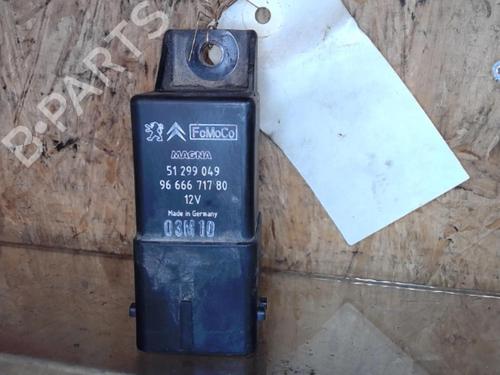 B-PARTS
FoMoCo
MAGNA
51 299 049
96 666 717 80
12V
Made in Germany
03M10